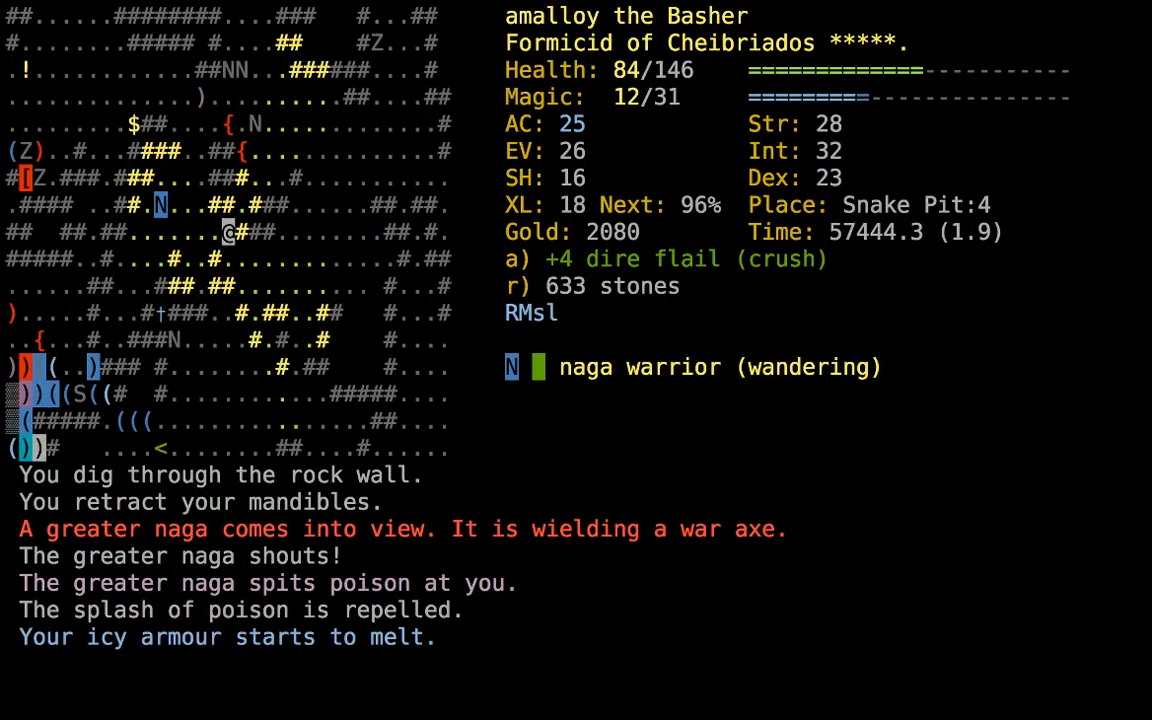 ##......########....###   #...##   amalloy the Basher
#.......##### #....##    #Z...#   Formicid of Cheibriados *****.
.!............##NN...######....#   Health: 84/146    =============-----------
................)..........##....##   Magic:  12/31     =========---------------
.........$##....{.N............#   AC: 25            Str: 28
(Z)..#...####...##{............#   EV: 26            Int: 32
#[Z.###.###....###...#..........   SH: 16            Dex: 23
.####  ..##.N...##.###.......##.##.   XL: 18 Next: 96%  Place: Snake Pit:4
##  ##.##.......@###........##.#.   Gold: 2080        Time: 57444.3 (1.9)
#####..#....#..#............#.##   a) +4 dire flail (crush)
......##...###.##.......... #...#   r) 633 stones
).....#...#†###..#.##..#   #...#   RMsl
..{...#..###N.....#.#..#   #....
))▒(..)### #........#.##   #....   N   naga warrior (wandering)
▒))((S((#  #...........#####....
▒(#####.(((................##....
())#   ....<........##....#.....
You dig through the rock wall.
You retract your mandibles.
A greater naga comes into view. It is wielding a war axe.
The greater naga shouts!
The greater naga spits poison at you.
The splash of poison is repelled.
Your icy armour starts to melt.